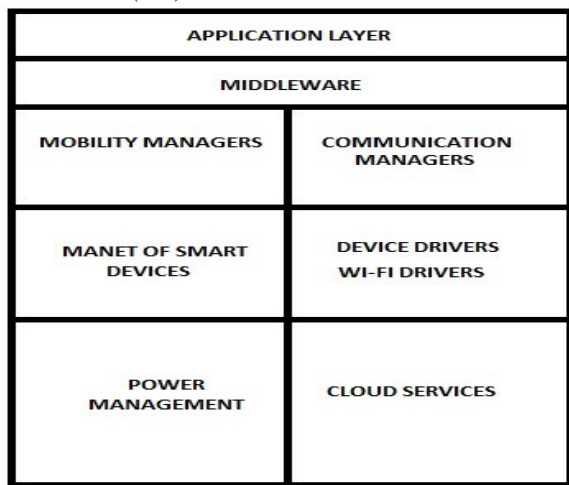 APPLICATION LAYER
MIDDLEWARE
MOBILITY MANAGERS
COMMUNICATION
MANAGERS
MANET OF SMART
DEVICES
DEVICE DRIVERS
WI-FI DRIVERS
POWER
MANAGEMENT
CLOUD SERVICES